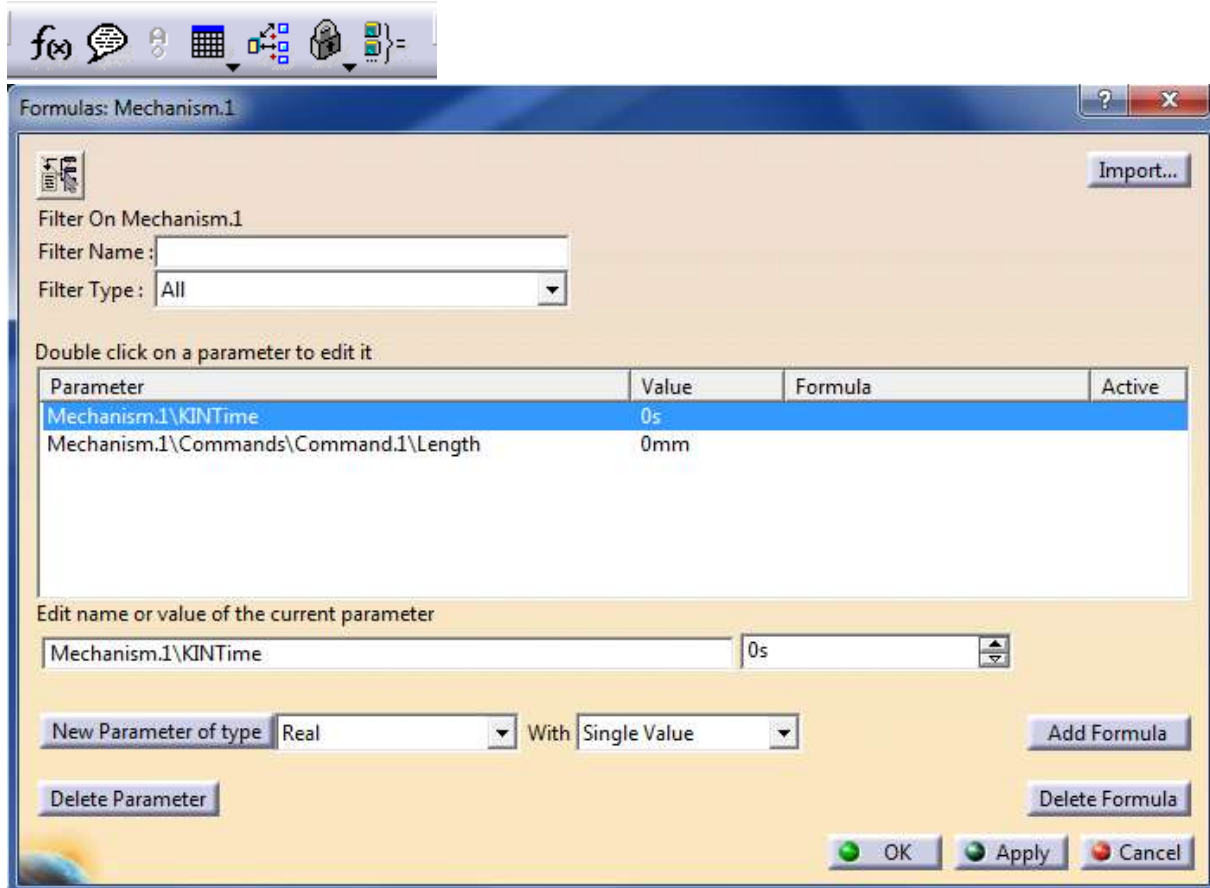 f(x)
Formulas: Mechanism.1
Import...
Filter On Mechanism.1
Filter Name :
Filter Type : All
Double click on a parameter to edit it
Parameter Value Formula Active
Mechanism.1\KINTime 0s
Mechanism.1\Commands\Command.1\Length 0mm
Edit name or value of the current parameter
Mechanism.1\KINTime 0s
New Parameter of type Real With Single Value Add Formula
Delete Parameter Delete Formula
OK Apply Cancel